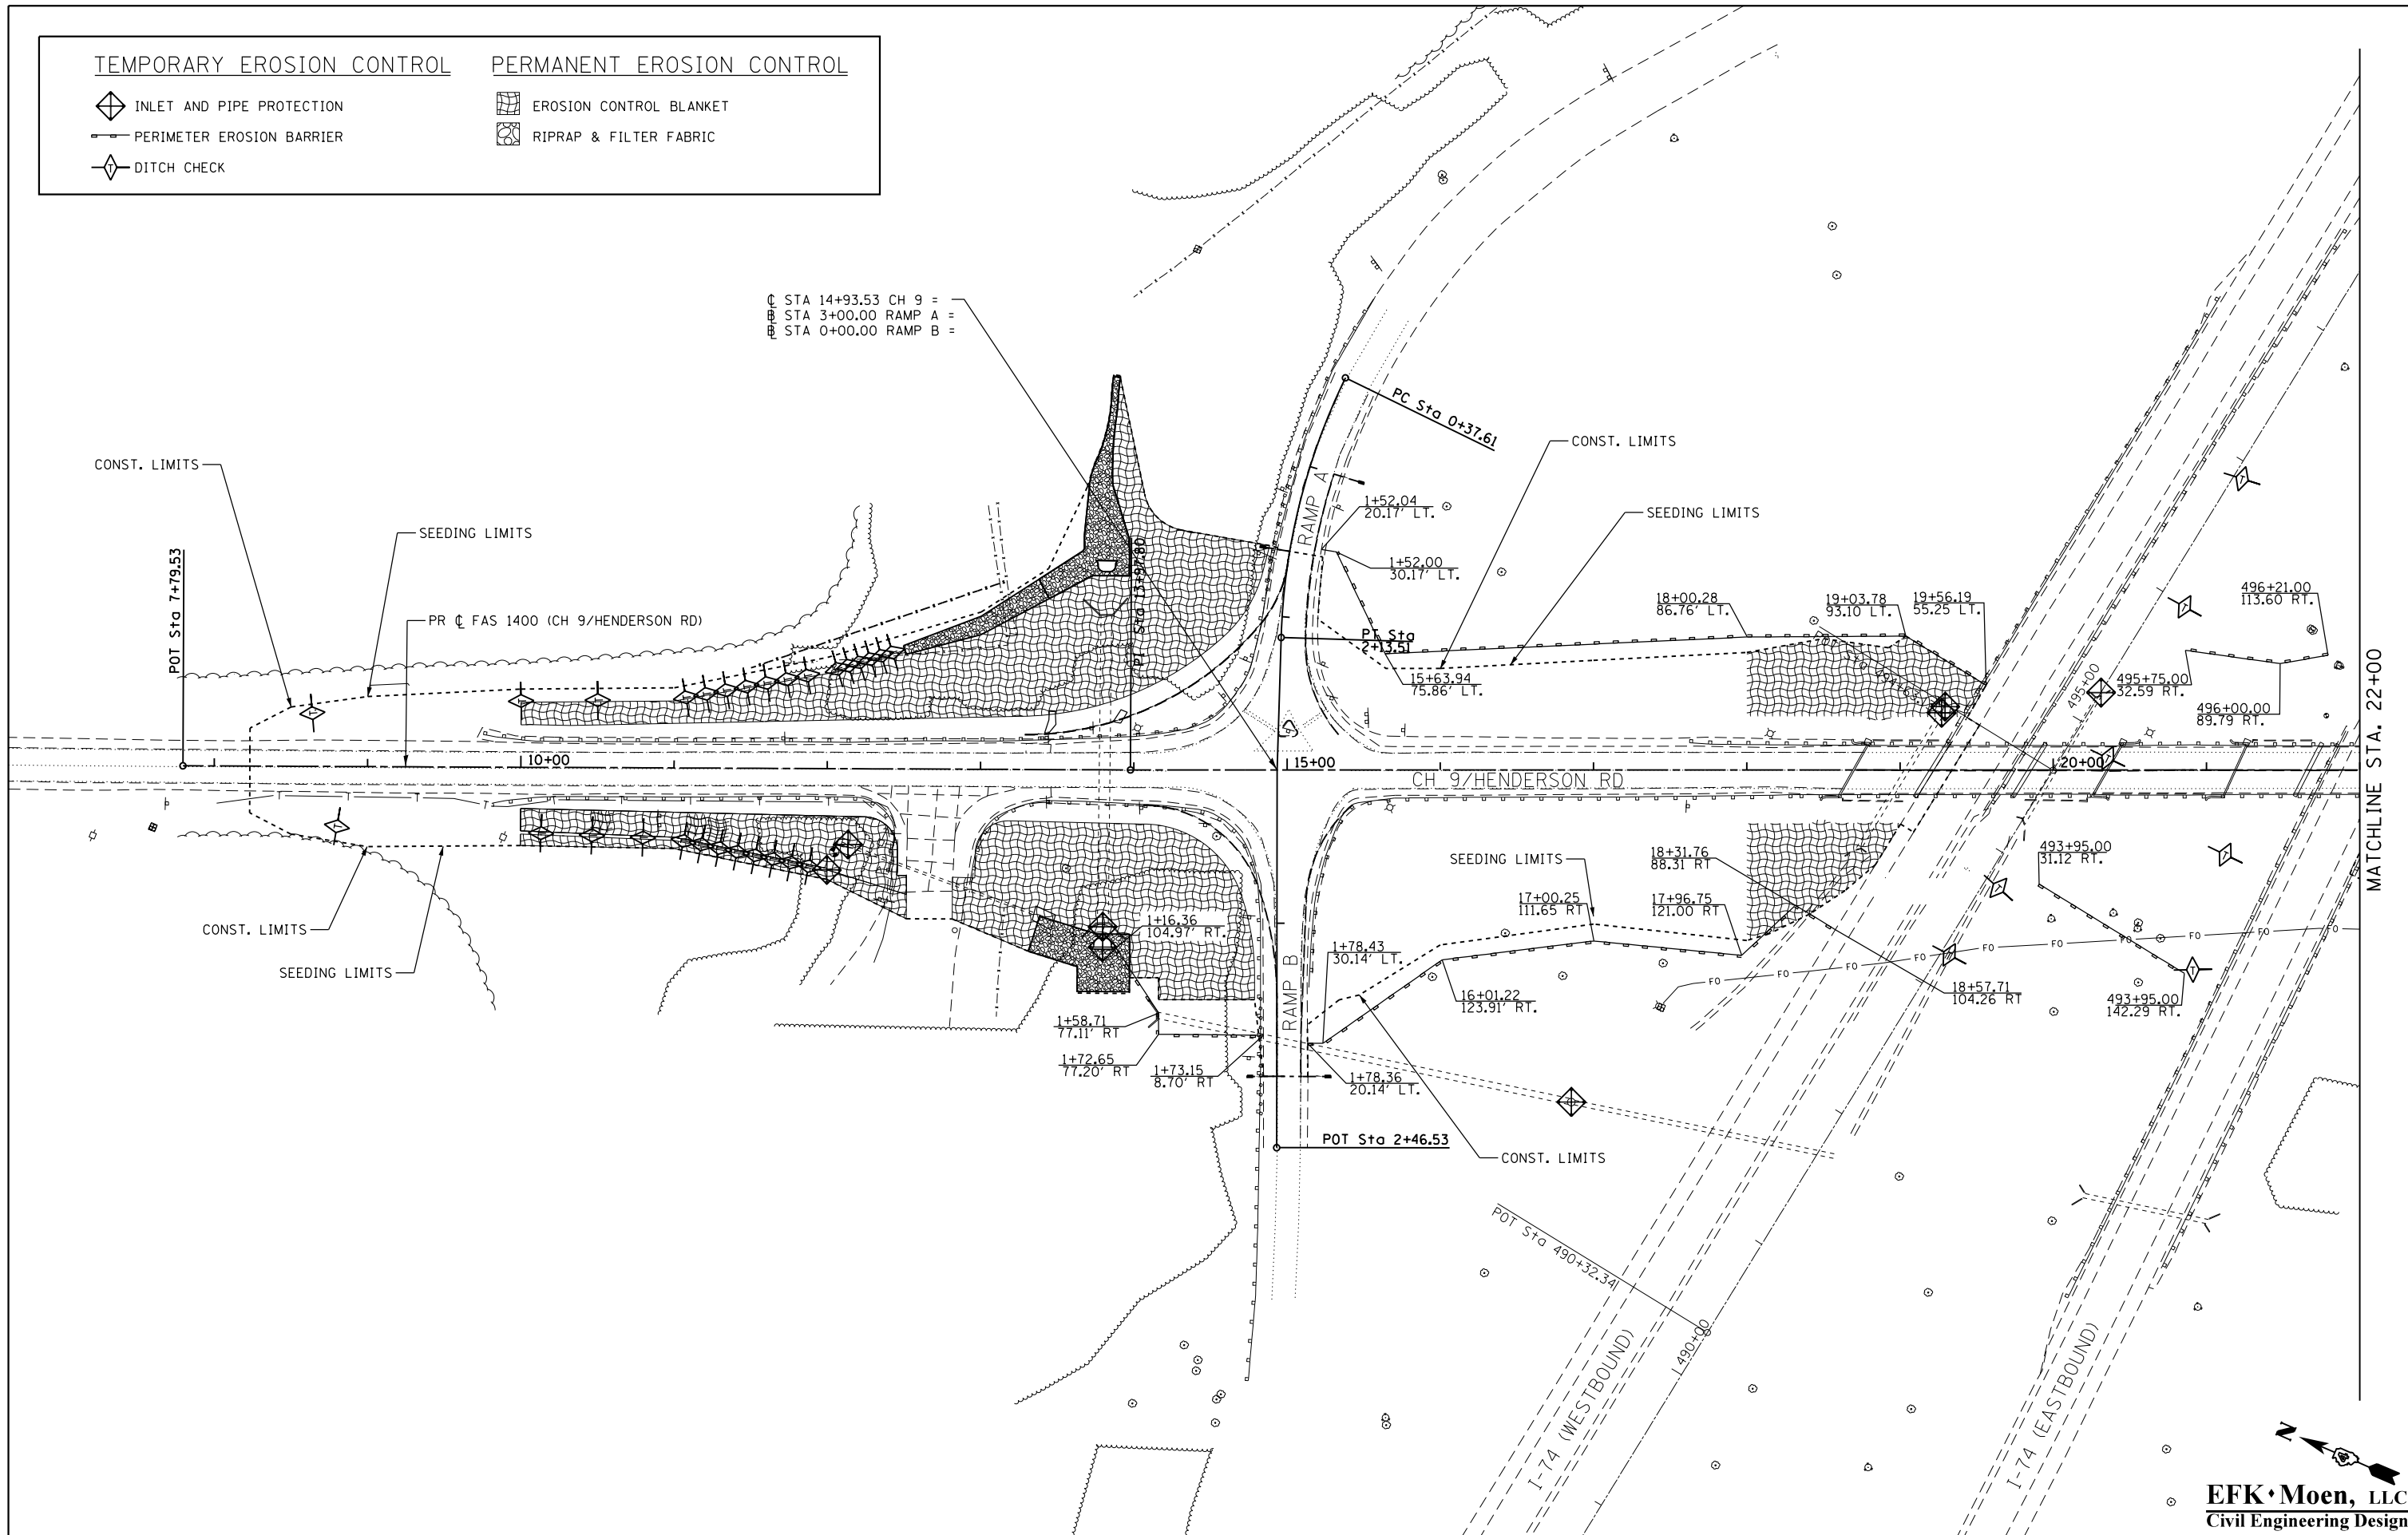 TEMPORARY EROSION CONTROL
INLET AND PIPE PROTECTION
PERIMETER EROSION BARRIER
DITCH CHECK
PERMANENT EROSION CONTROL
EROSION CONTROL BLANKET
RIPRAP & FILTER FABRIC
℄ STA 14+93.53 CH 9 =
STA 3+00.00 RAMP A =
STA 0+00.00 RAMP B =
CONST. LIMITS
SEEDING LIMITS
POT Sta 7+79.53
PR ℄ FAS 1400 (CH 9/HENDERSON RD)
PC Sta 0+37.61
CONST. LIMITS
SEEDING LIMITS
RAMP A
1+52.04
20.17' LT.
1+52.00
30.17' LT.
PI Sta 13+97.80
PT Sta
2+13.51
15+63.94
75.86' LT.
18+00.28
86.76' LT.
19+03.78
93.10 LT.
19+56.19
55.25 LT.
496+21.00
113.60 RT.
495+75.00
32.59 RT.
496+00.00
89.79 RT.
495+00
MATCHLINE STA. 22+00
10+00
15+00
20+00
CH 9/HENDERSON RD
CONST. LIMITS
SEEDING LIMITS
1+16.36
104.97' RT.
1+58.71
77.11' RT
1+72.65
77.20' RT
1+73.15
8.70' RT
RAMP B
1+78.43
30.14' LT.
1+78.36
20.14' LT.
SEEDING LIMITS
18+31.76
88.31 RT
17+00.25
111.65 RT
17+96.75
121.00 RT
16+01.22
123.91' RT.
493+95.00
31.12 RT.
18+57.71
104.26 RT
493+95.00
142.29 RT.
FO FO FO FO FO FO FO FO FO
POT Sta 2+46.53
CONST. LIMITS
POT Sta 490+32.34
490+00
I-74 (WESTBOUND)
I-74 (EASTBOUND)
N
EFK•Moen, LLC
Civil Engineering Design